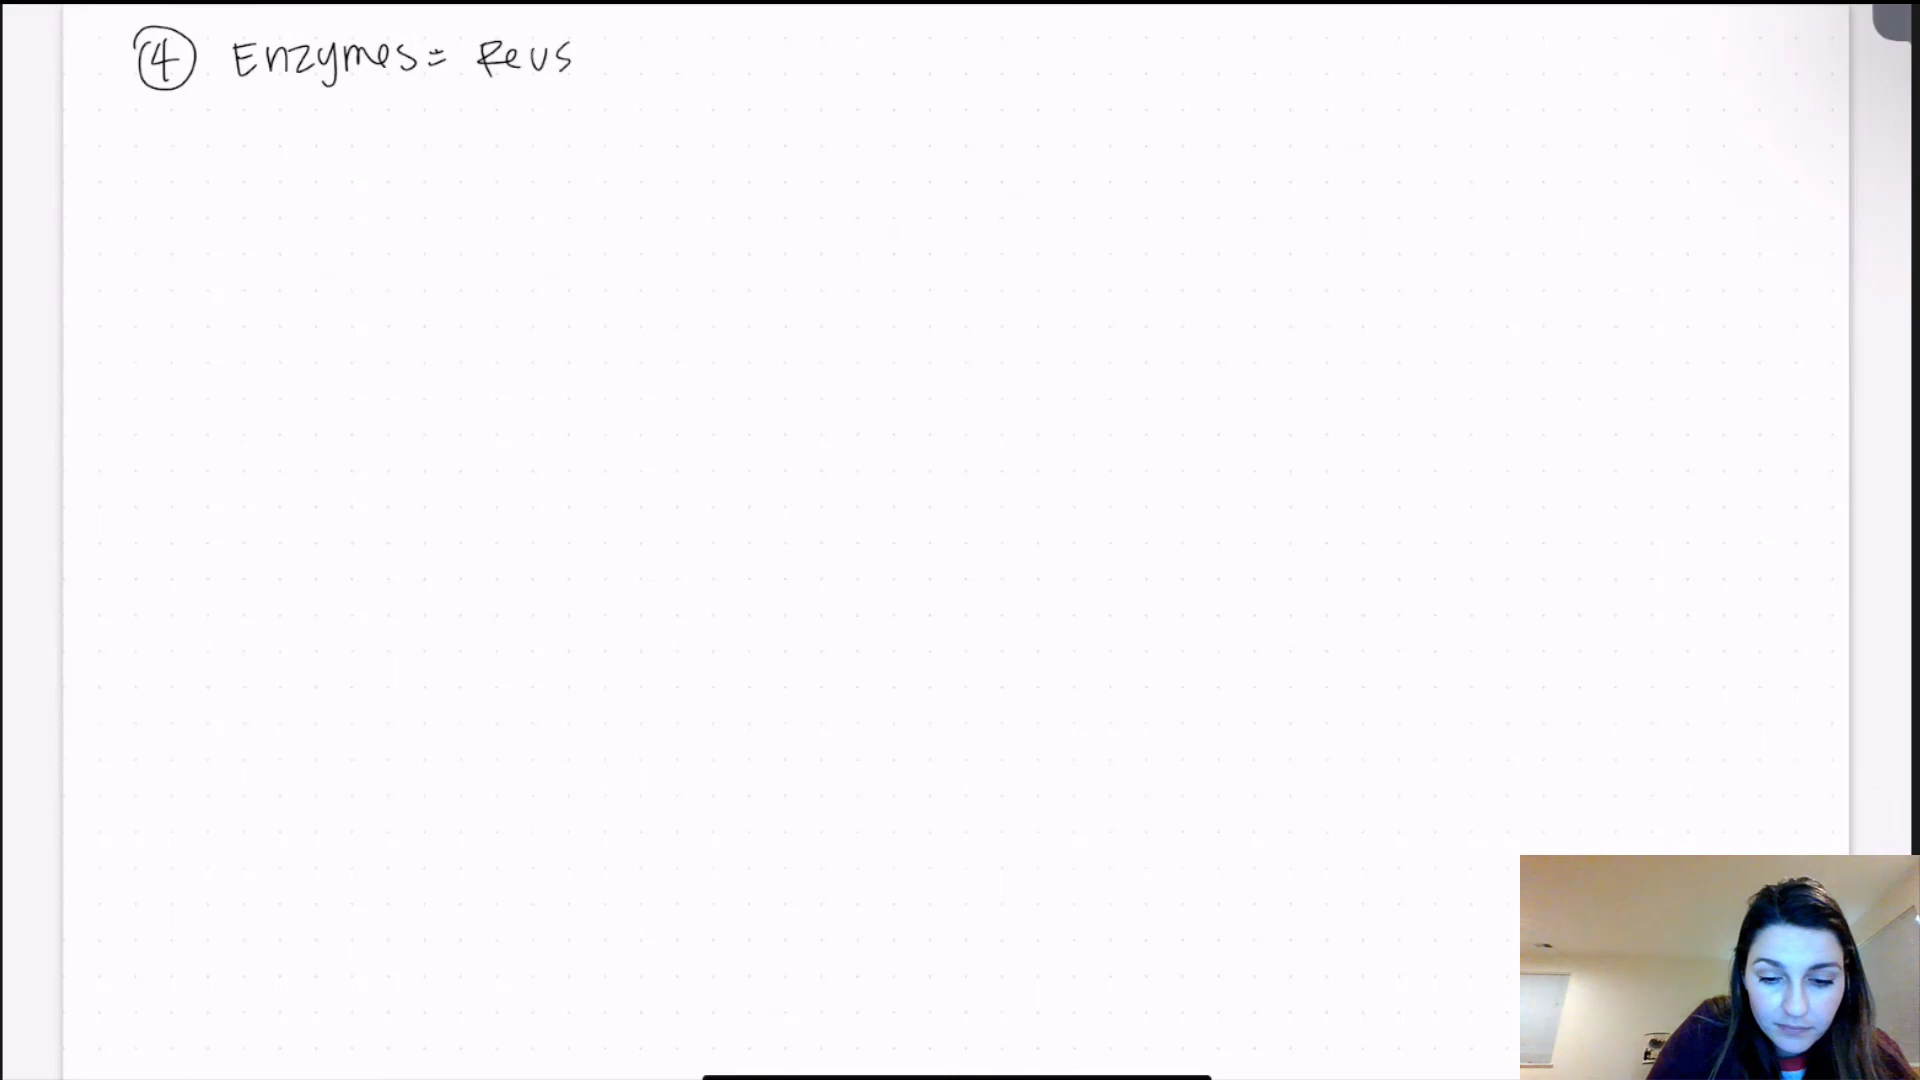 ④ Enzymes = Reus